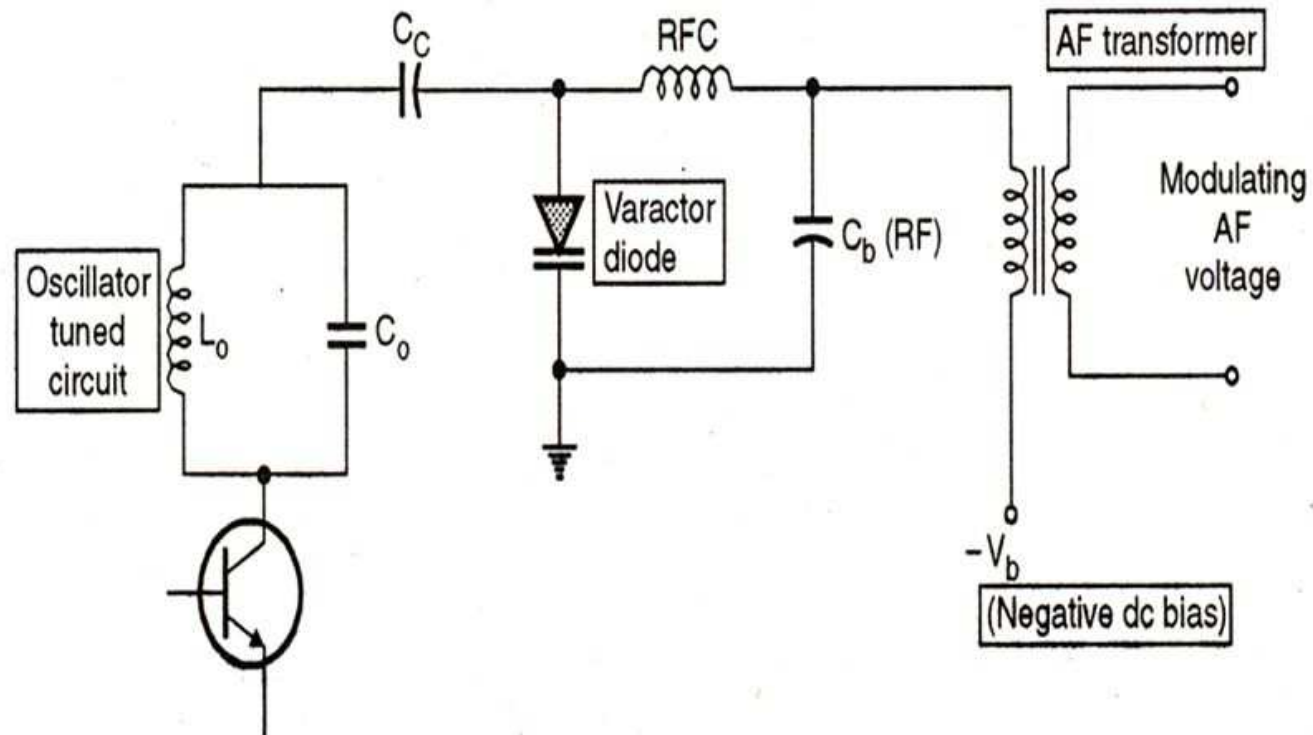 C_C
RFC
AF transformer
Varactor
diode
C_b (RF)
Modulating
AF
voltage
Oscillator
tuned
circuit
L_o
C_o
–V_b
(Negative dc bias)